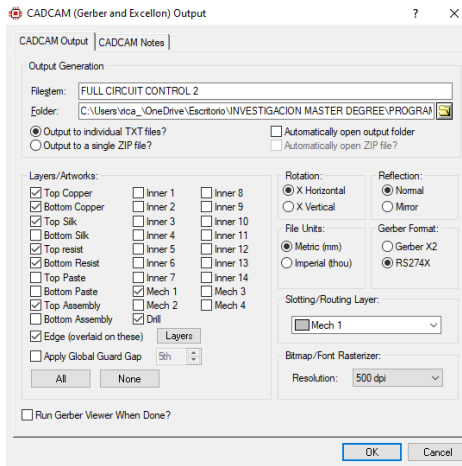 CADCAM (Gerber and Excellon) Output ? ×
CADCAM Output CADCAM Notes
Output Generation
Filestem: FULL CIRCUIT CONTROL 2
Folder: C:\Users\rica_\OneDrive\Escritorio\INVESTIGACION MASTER DEGREE\PROGRAM
Output to individual TXT files? Automatically open output folder
Output to a single ZIP file? Automatically open ZIP file?
Layers/Artworks: Rotation: Reflection:
Top Copper Inner 1 Inner 8 X Horizontal Normal
Bottom Copper Inner 2 Inner 9 X Vertical Mirror
Top Silk Inner 3 Inner 10
Bottom Silk Inner 4 Inner 11 File Units: Gerber Format:
Top resist Inner 5 Inner 12 Metric (mm) Gerber X2
Bottom Resist Inner 6 Inner 13 Imperial (thou) RS274X
Top Paste Inner 7 Inner 14
Bottom Paste Mech 1 Mech 3 Slotting/Routing Layer:
Top Assembly Mech 2 Mech 4 Mech 1
Bottom Assembly Drill
Edge (overlaid on these) Layers
Apply Global Guard Gap 5th Bitmap/Font Rasterizer:
All None Resolution: 500 dpi
Run Gerber Viewer When Done?
OK Cancel